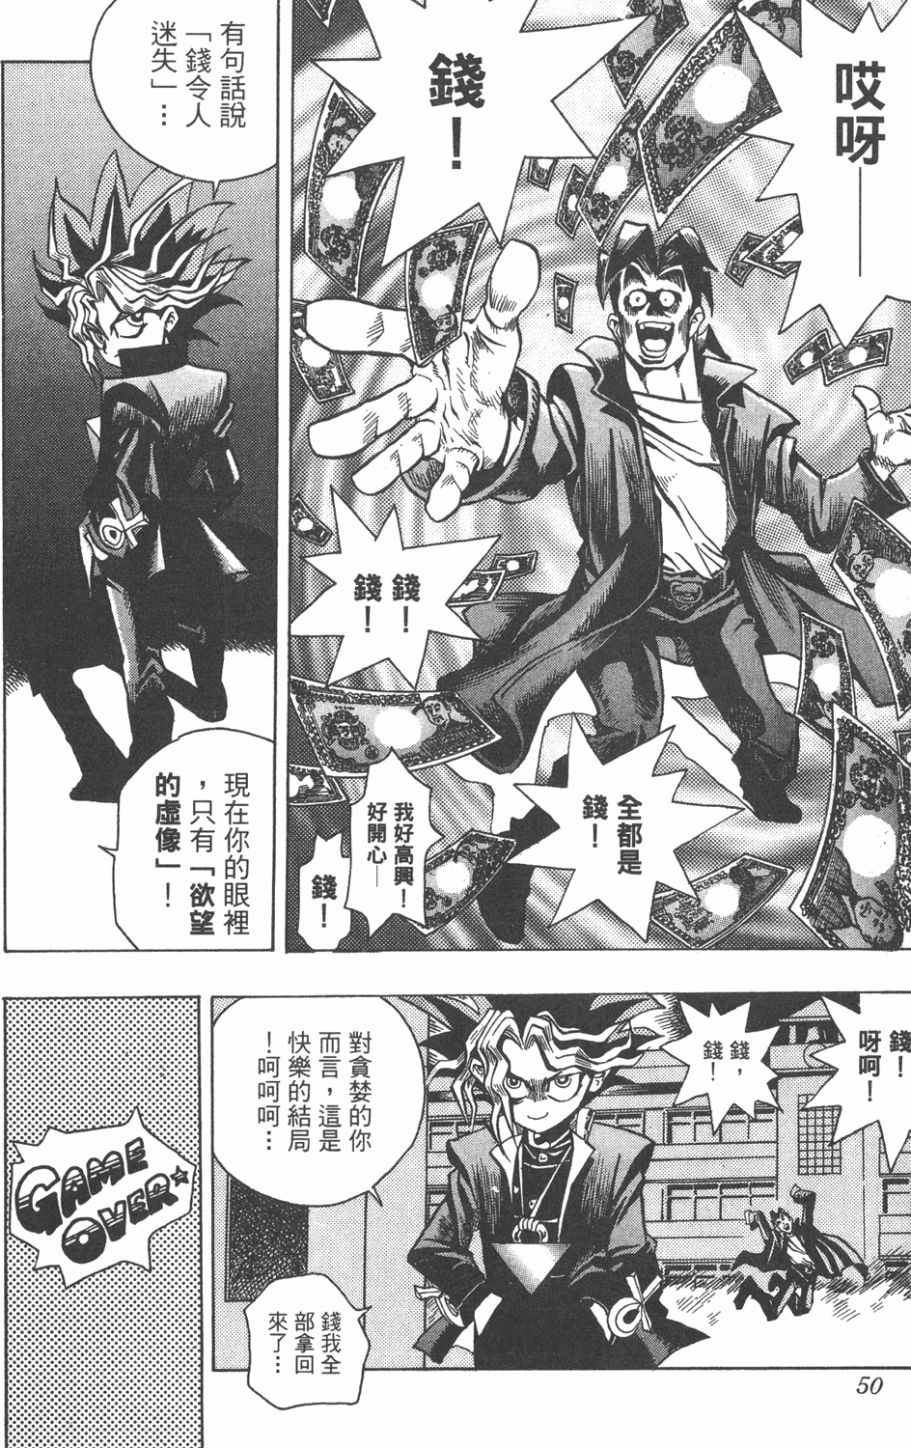 哎呀——
錢！
錢！
錢！
全都是
錢！
我好高興！
好開心——
錢！
有句話說
「錢令人
迷失」…
現在你的眼裡
，只有「欲望
的虛像」！
錢！
呀呵！
錢，
錢！
對貪婪的你
而言，這是
快樂的結局
！呵呵呵…
錢我全
部拿回
來了…
GAME
OVER
50